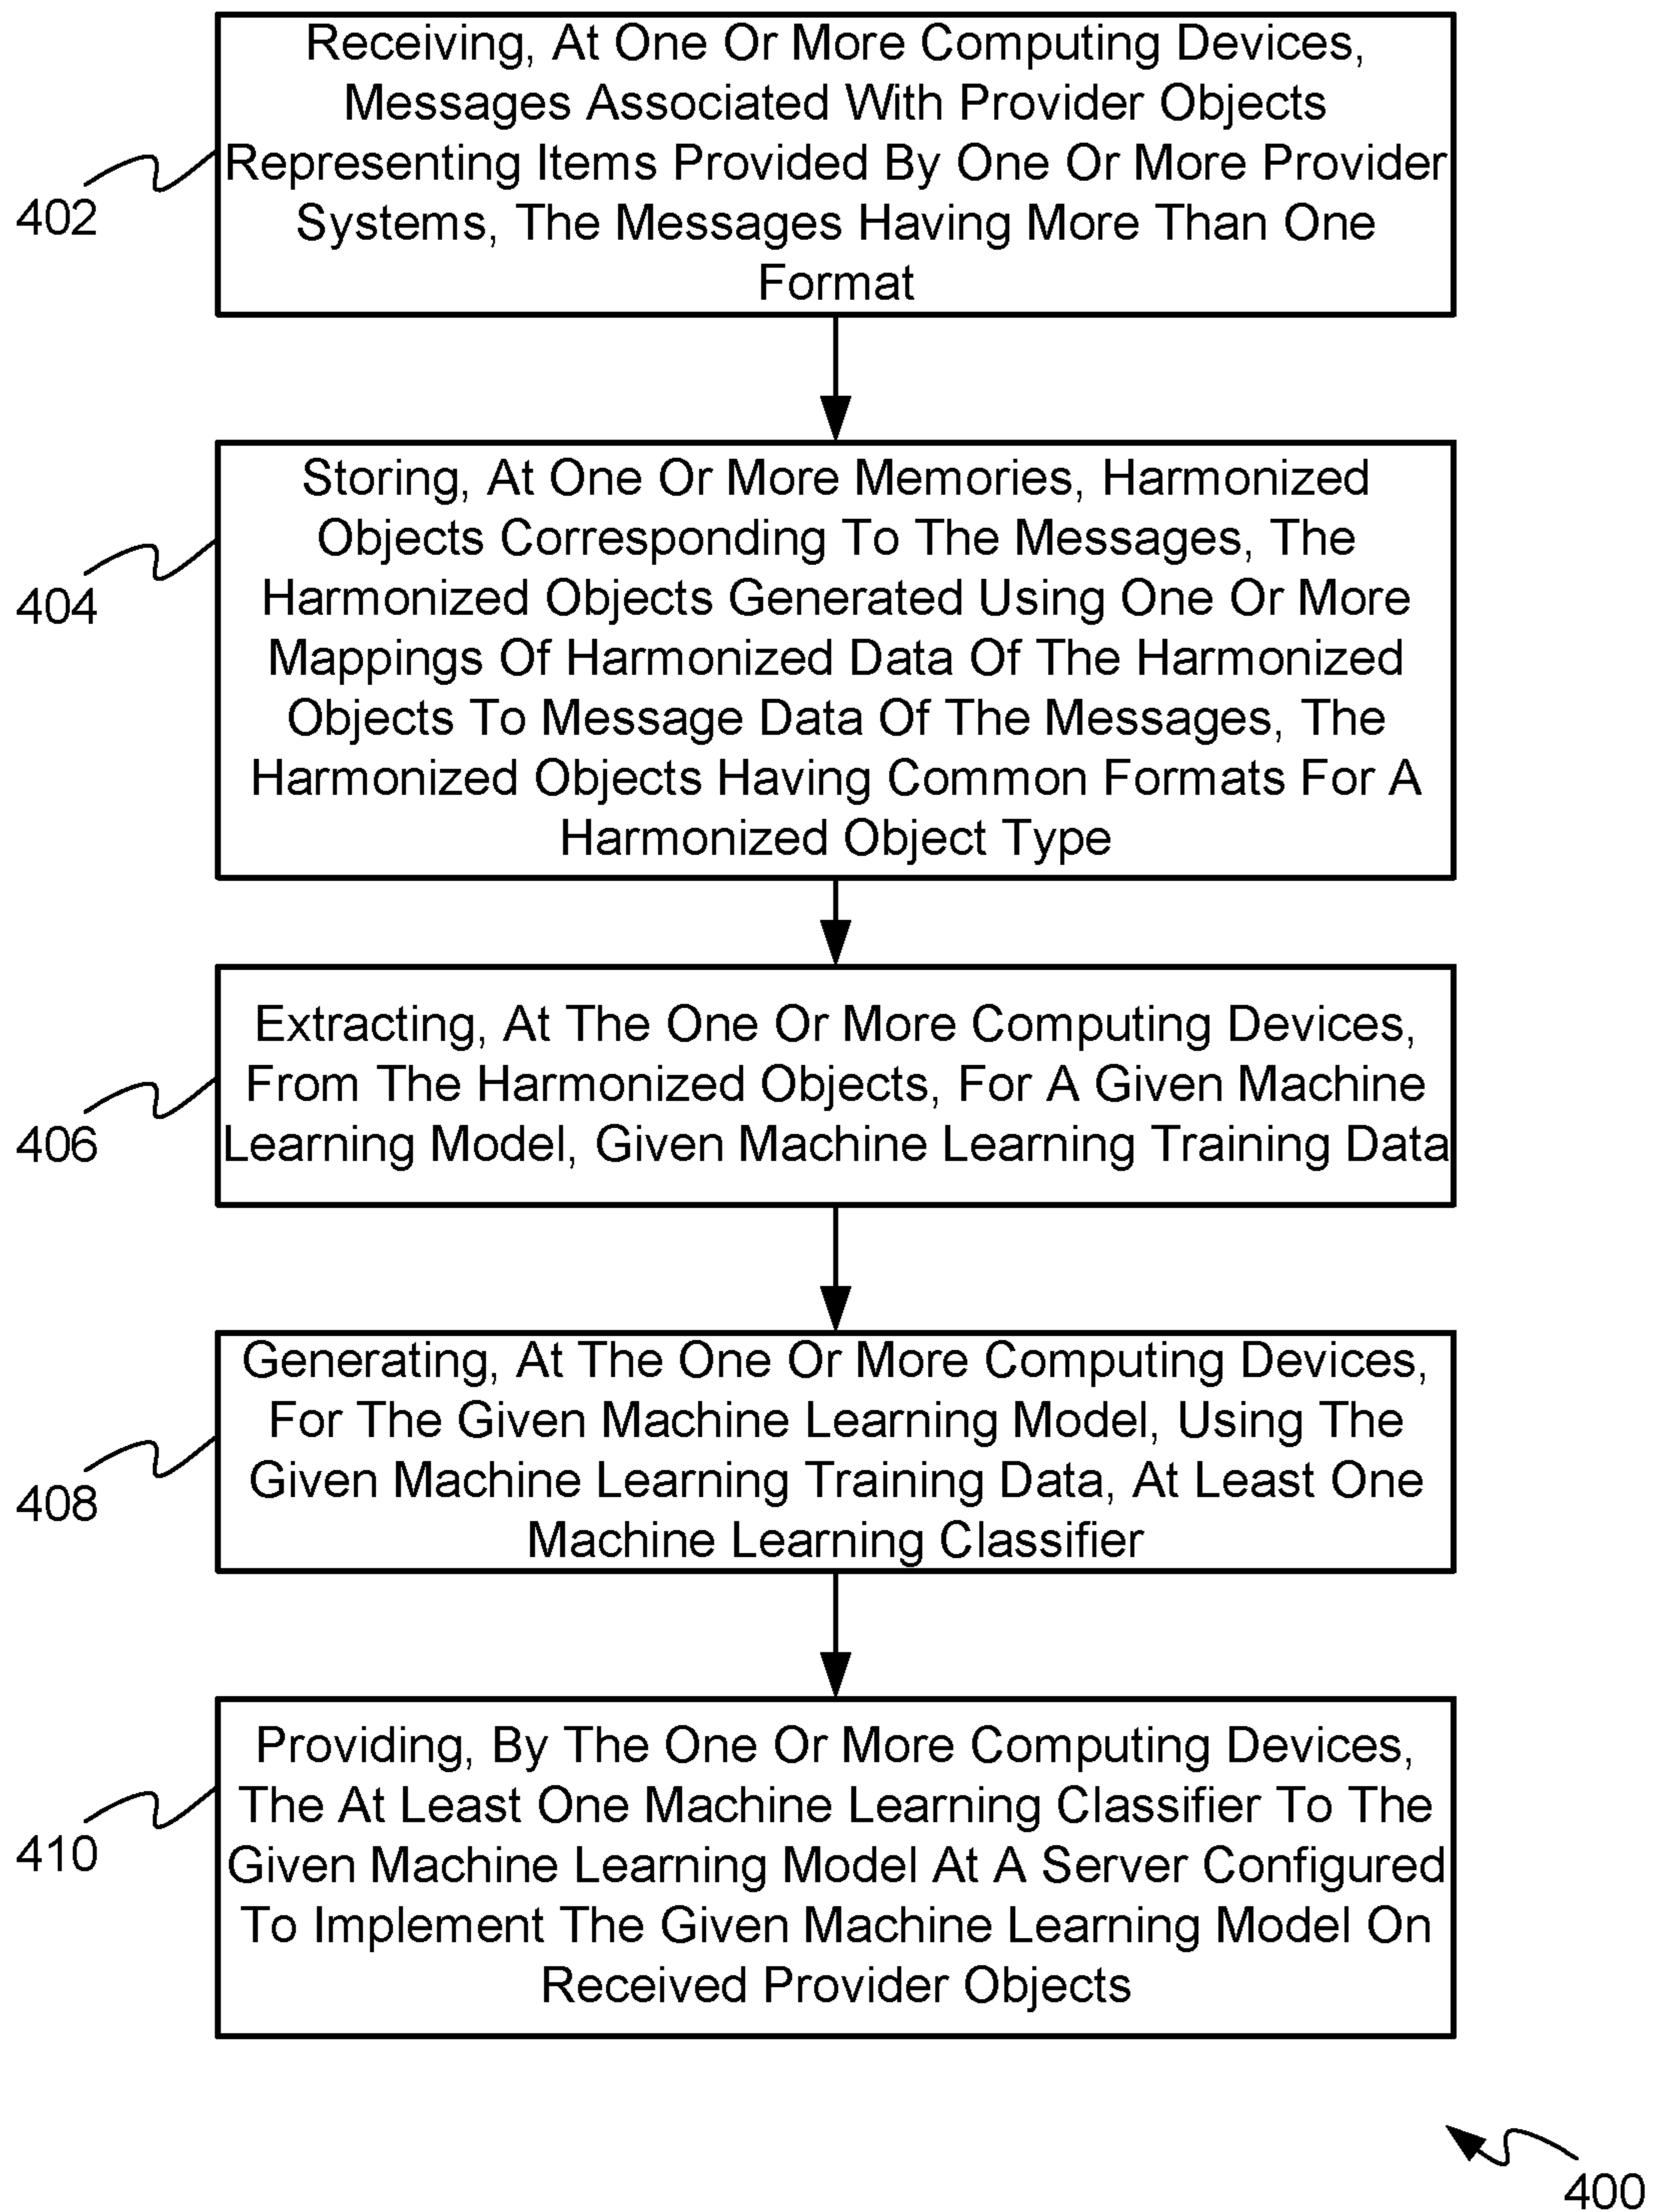 Receiving, At One Or More Computing Devices,
Messages Associated With Provider Objects
Representing Items Provided By One Or More Provider
Systems, The Messages Having More Than One
Format
402
Storing, At One Or More Memories, Harmonized
Objects Corresponding To The Messages, The
Harmonized Objects Generated Using One Or More
Mappings Of Harmonized Data Of The Harmonized
Objects To Message Data Of The Messages, The
Harmonized Objects Having Common Formats For A
Harmonized Object Type
404
Extracting, At The One Or More Computing Devices,
From The Harmonized Objects, For A Given Machine
Learning Model, Given Machine Learning Training Data
406
Generating, At The One Or More Computing Devices,
For The Given Machine Learning Model, Using The
Given Machine Learning Training Data, At Least One
Machine Learning Classifier
408
Providing, By The One Or More Computing Devices,
The At Least One Machine Learning Classifier To The
Given Machine Learning Model At A Server Configured
To Implement The Given Machine Learning Model On
Received Provider Objects
410
400